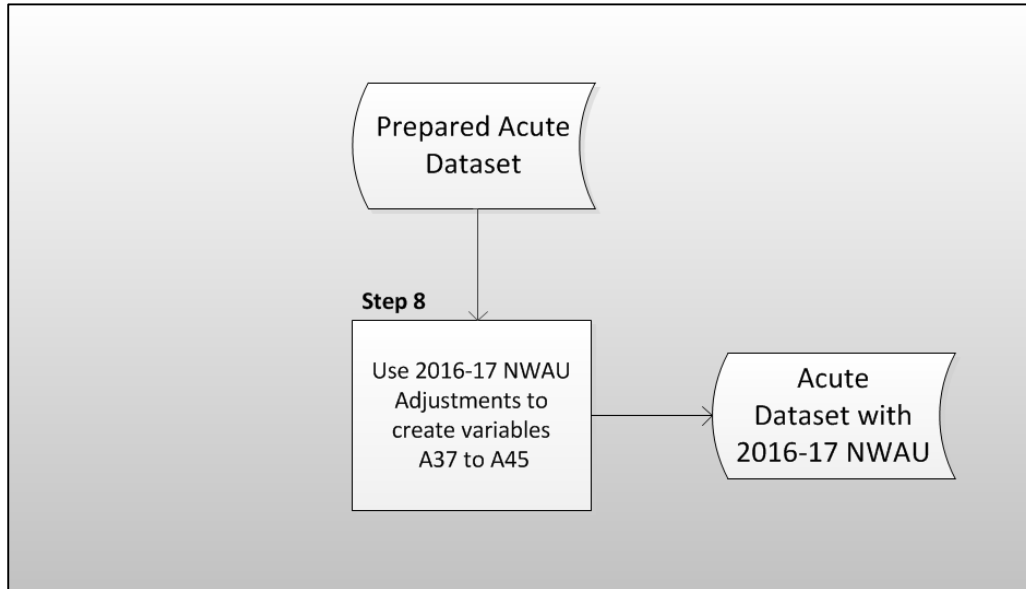 Prepared Acute
Dataset
Step 8
Use 2016-17 NWAU
Adjustments to
create variables
A37 to A45
Acute
Dataset with
2016-17 NWAU